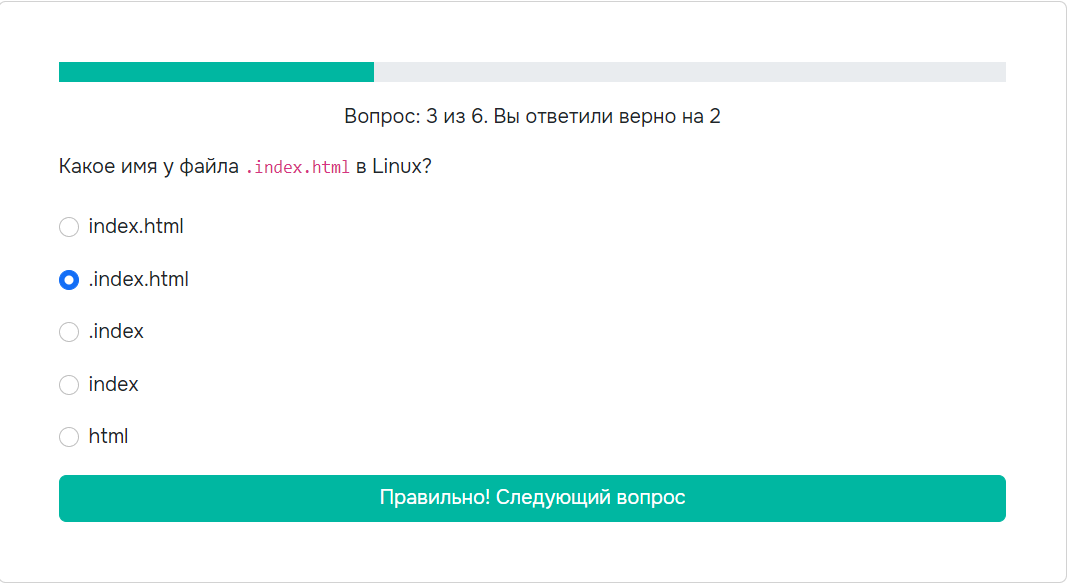 Вопрос: 3 из 6. Вы ответили верно на 2
Какое имя у файла .index.html в Linux?
index.html
.index.html
.index
index
html
Правильно! Следующий вопрос